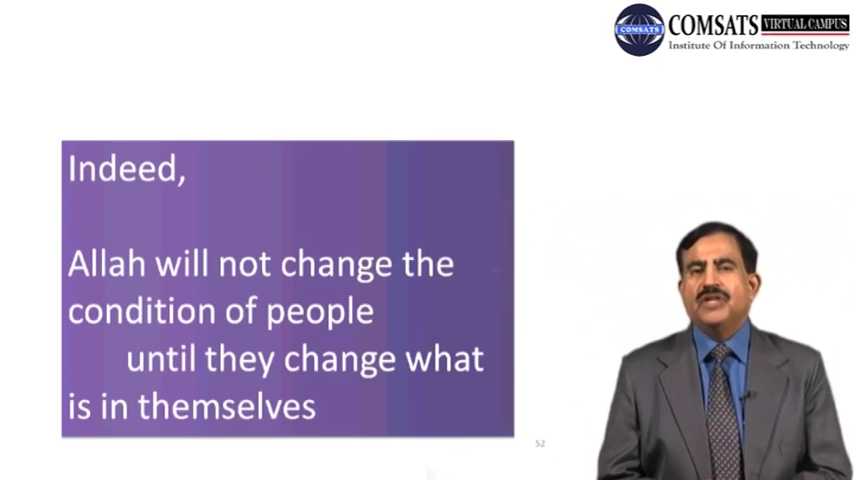 COMSATS VIRTUAL CAMPUS
Institute Of Information Technology
COMSATS
Indeed,
Allah will not change the
condition of people
until they change what
is in themselves
52